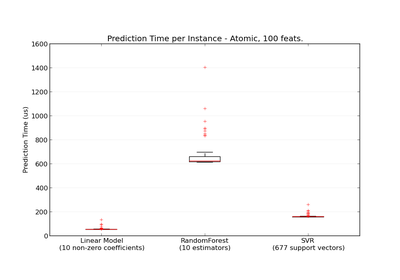 Prediction Time per Instance - Atomic, 100 feats.
1600
1400
1200
1000
800
600
400
200
0
Prediction Time (us)
Linear Model
(10 non-zero coefficients)
RandomForest
(10 estimators)
SVR
(677 support vectors)